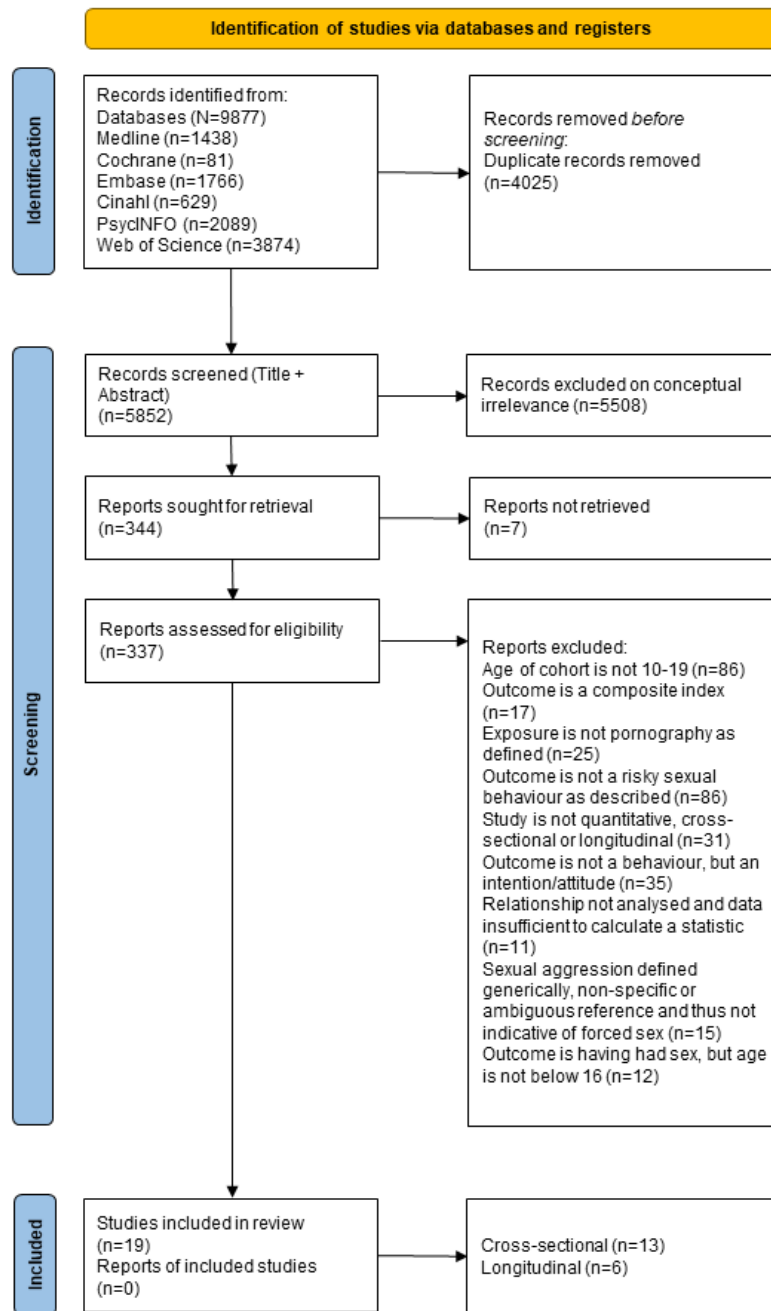 Identification of studies via databases and registers
Identification
Records identified from:
Databases (N=9877)
Medline (n=1438)
Cochrane (n=81)
Embase (n=1766)
Cinahl (n=629)
PsycINFO (n=2089)
Web of Science (n=3874)
Records removed before
screening:
Duplicate records removed
(n=4025)
Screening
Records screened (Title +
Abstract)
(n=5852)
Records excluded on conceptual
irrelevance (n=5508)
Reports sought for retrieval
(n=344)
Reports not retrieved
(n=7)
Reports assessed for eligibility
(n=337)
Reports excluded:
Age of cohort is not 10-19 (n=86)
Outcome is a composite index
(n=17)
Exposure is not pornography as
defined (n=25)
Outcome is not a risky sexual
behaviour as described (n=86)
Study is not quantitative, cross-
sectional or longitudinal (n=31)
Outcome is not a behaviour, but an
intention/attitude (n=35)
Relationship not analysed and data
insufficient to calculate a statistic
(n=11)
Sexual aggression defined
generically, non-specific or
ambiguous reference and thus not
indicative of forced sex (n=15)
Outcome is having had sex, but age
is not below 16 (n=12)
Included
Studies included in review
(n=19)
Reports of included studies
(n=0)
Cross-sectional (n=13)
Longitudinal (n=6)